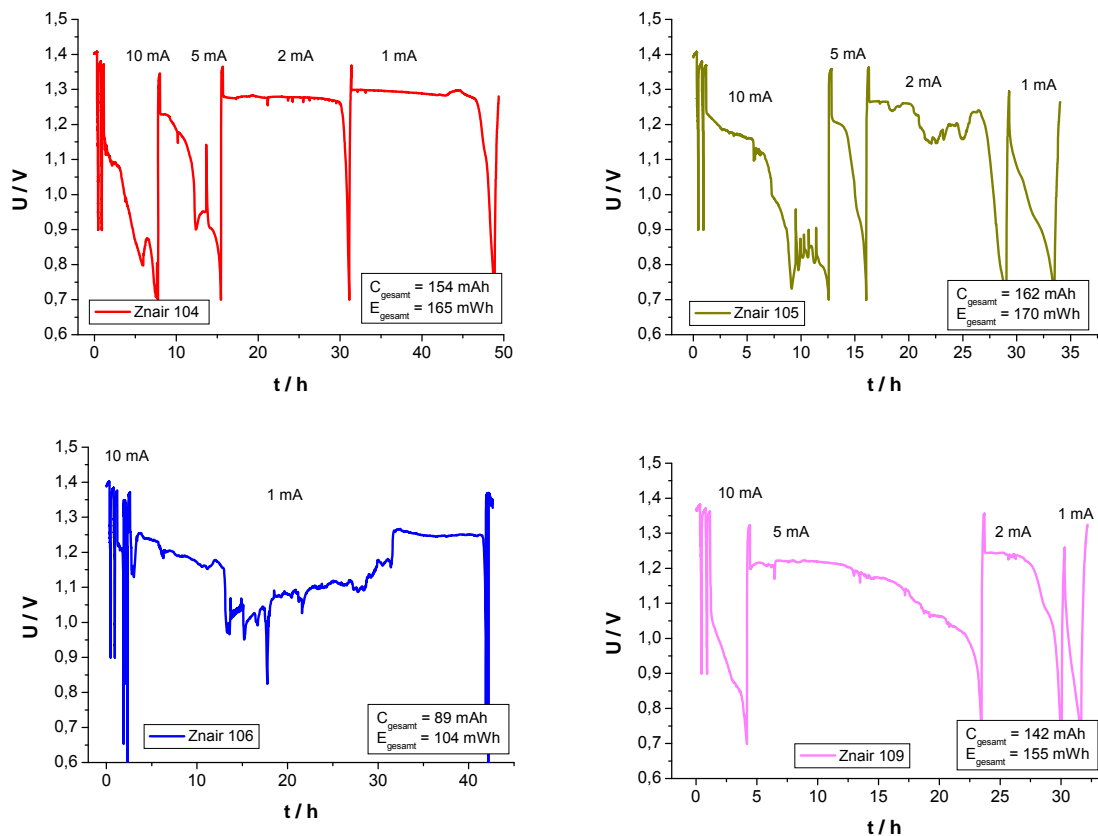 1,5
1,4
1,3
1,2
1,1
1,0
0,9
0,8
0,7
0,6
U / V
10 mA 5 mA 2 mA 1 mA
C_gesamt = 154 mAh
E_gesamt = 165 mWh
Znair 104
0 10 20 30 40 50
t / h
1,5
1,4
1,3
1,2
1,1
1,0
0,9
0,8
0,7
0,6
U / V
10 mA 5 mA 2 mA 1 mA
C_gesamt = 162 mAh
E_gesamt = 170 mWh
Znair 105
0 5 10 15 20 25 30 35
t / h
1,5
1,4
1,3
1,2
1,1
1,0
0,9
0,8
0,7
0,6
U / V
10 mA 1 mA
C_gesamt = 89 mAh
E_gesamt = 104 mWh
Znair 106
0 10 20 30 40
t / h
1,5
1,4
1,3
1,2
1,1
1,0
0,9
0,8
0,7
0,6
U / V
10 mA 5 mA 2 mA 1 mA
C_gesamt = 142 mAh
E_gesamt = 155 mWh
Znair 109
0 5 10 15 20 25 30
t / h